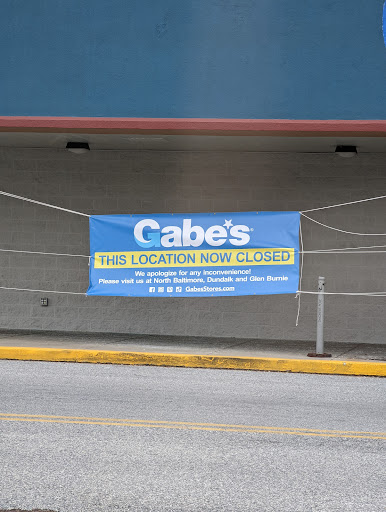 Gabe's
THIS LOCATION NOW CLOSED
We apologize for any inconvenience!
Please visit us at North Baltimore, Dundalk and Glen Burnie
GabesStores.com